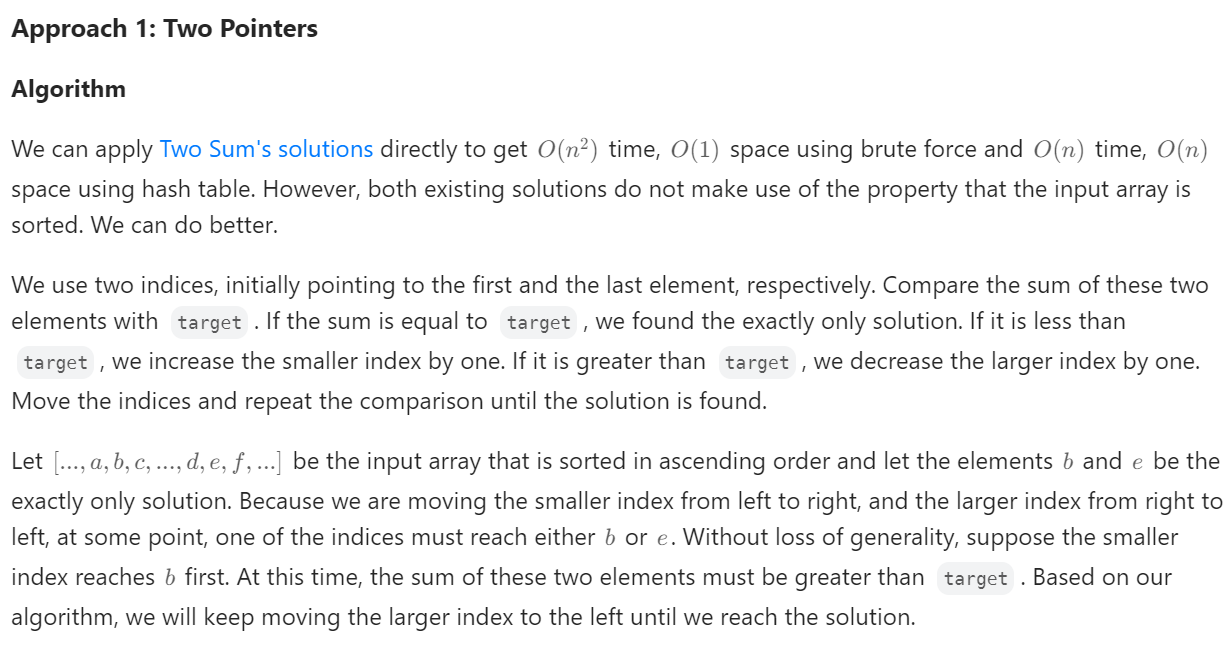 Approach 1: Two Pointers
Algorithm
We can apply Two Sum's solutions directly to get O(n²) time, O(1) space using brute force and O(n) time, O(n)
space using hash table. However, both existing solutions do not make use of the property that the input array is
sorted. We can do better.
We use two indices, initially pointing to the first and the last element, respectively. Compare the sum of these two
elements with target . If the sum is equal to target , we found the exactly only solution. If it is less than
target , we increase the smaller index by one. If it is greater than target , we decrease the larger index by one.
Move the indices and repeat the comparison until the solution is found.
Let [..., a, b, c, ..., d, e, f, ...] be the input array that is sorted in ascending order and let the elements b and e be the
exactly only solution. Because we are moving the smaller index from left to right, and the larger index from right to
left, at some point, one of the indices must reach either b or e. Without loss of generality, suppose the smaller
index reaches b first. At this time, the sum of these two elements must be greater than target . Based on our
algorithm, we will keep moving the larger index to the left until we reach the solution.